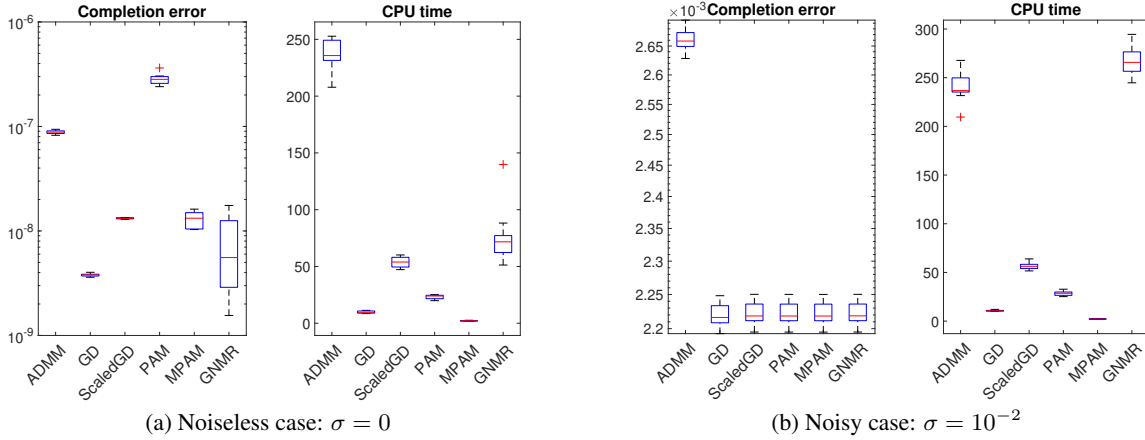 Completion error
CPU time
10^-6
10^-7
10^-8
10^-9
ADMM
GD
ScaledGD
PAM
MPAM
GNMR
250
200
150
100
50
0
ADMM
GD
ScaledGD
PAM
MPAM
GNMR
(a) Noiseless case: σ = 0
×10^-3
Completion error
CPU time
2.65
2.6
2.55
2.5
2.45
2.4
2.35
2.3
2.25
2.2
ADMM
GD
ScaledGD
PAM
MPAM
GNMR
300
250
200
150
100
50
0
ADMM
GD
ScaledGD
PAM
MPAM
GNMR
(b) Noisy case: σ = 10^-2